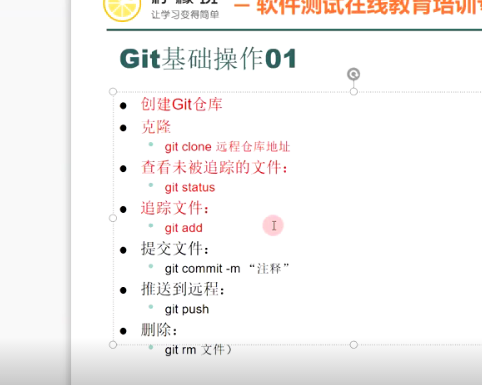 让学习变得简单
— 软件测试在线教育培训
Git基础操作01
创建Git仓库
克隆
git clone 远程仓库地址
查看未被追踪的文件：
git status
追踪文件：
git add
提交文件：
git commit -m “注释”
推送到远程：
git push
删除：
git rm 文件）